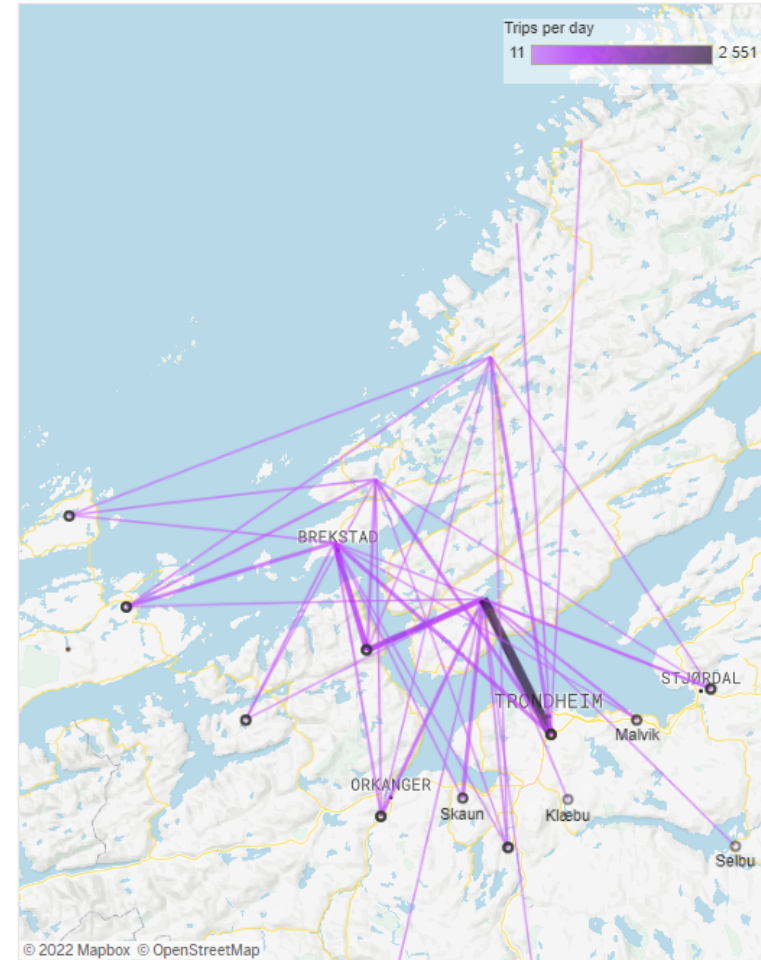 Trips per day
11 2 551
BREKSTAD
STJØRDAL
TRONDHEIM
Malvik
ORKANGER
Skaun
Klæbu
Selbu
© 2022 Mapbox © OpenStreetMap